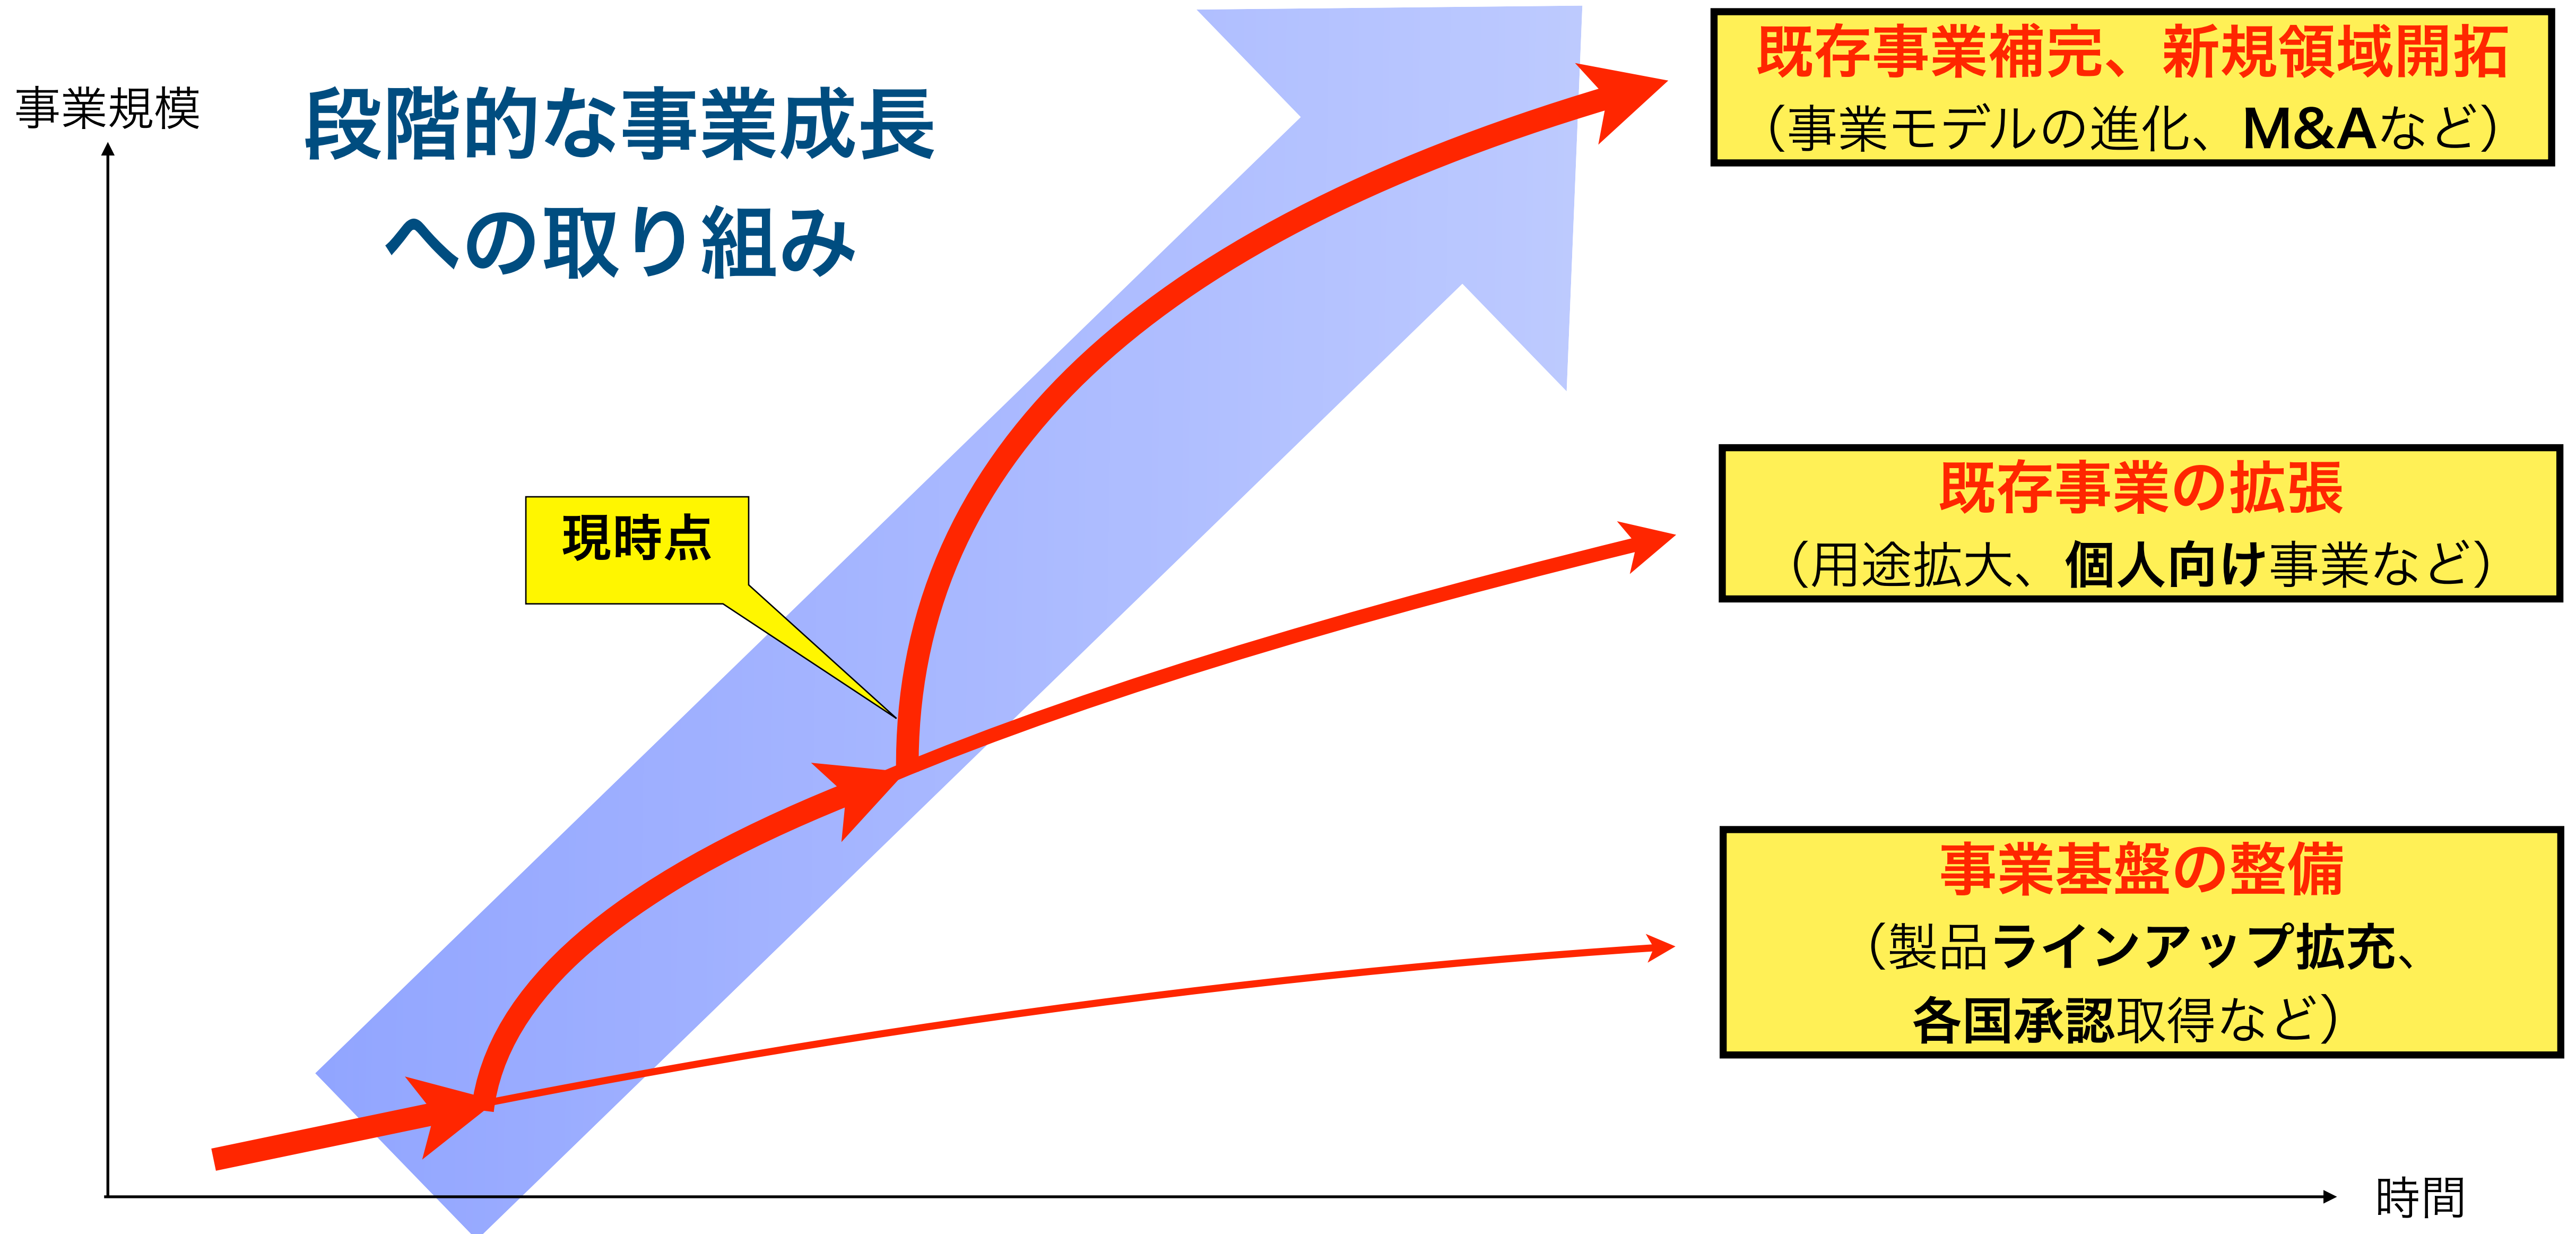 事業規模
段階的な事業成長
への取り組み
既存事業補完、新規領域開拓
（事業モデルの進化、M&Aなど）
現時点
既存事業の拡張
（用途拡大、個人向け事業など）
事業基盤の整備
（製品ラインアップ拡充、
各国承認取得など）
時間